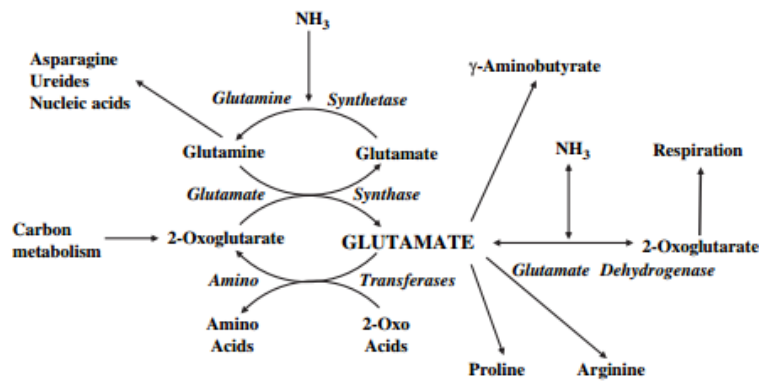 NH3
Asparagine
Ureides
Nucleic acids
γ-Aminobutyrate
Glutamine Synthetase
Glutamine
Glutamate
NH3
Respiration
Glutamate Synthase
Carbon
metabolism
2-Oxoglutarate
GLUTAMATE
2-Oxoglutarate
Glutamate Dehydrogenase
Amino Transferases
Amino
Acids
2-Oxo
Acids
Proline
Arginine